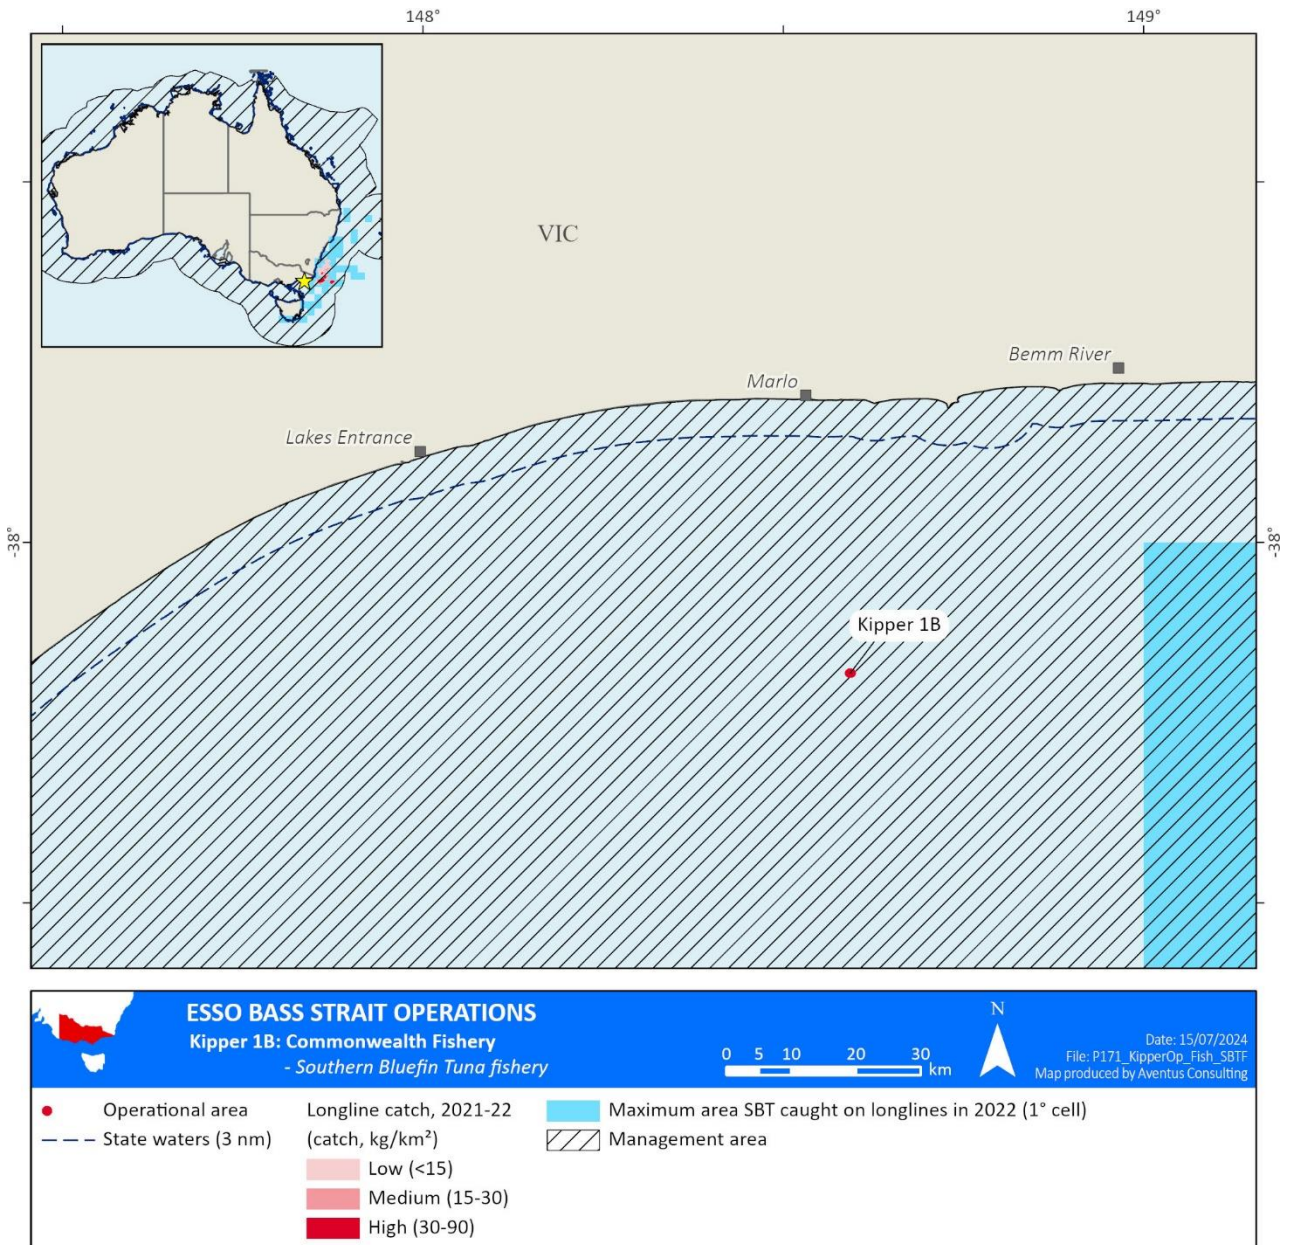 148°
149°
VIC
Bemm River
Marlo
Lakes Entrance
-38°
-38°
Kipper 1B
ESSO BASS STRAIT OPERATIONS
Kipper 1B: Commonwealth Fishery
- Southern Bluefin Tuna fishery
0 5 10 20 30
km
N
Date: 15/07/2024
File: P171_KipperOp_Fish_SBTF
Map produced by Aventus Consulting
Operational area
State waters (3 nm)
Longline catch, 2021-22
(catch, kg/km²)
Low (<15)
Medium (15-30)
High (30-90)
Maximum area SBT caught on longlines in 2022 (1° cell)
Management area